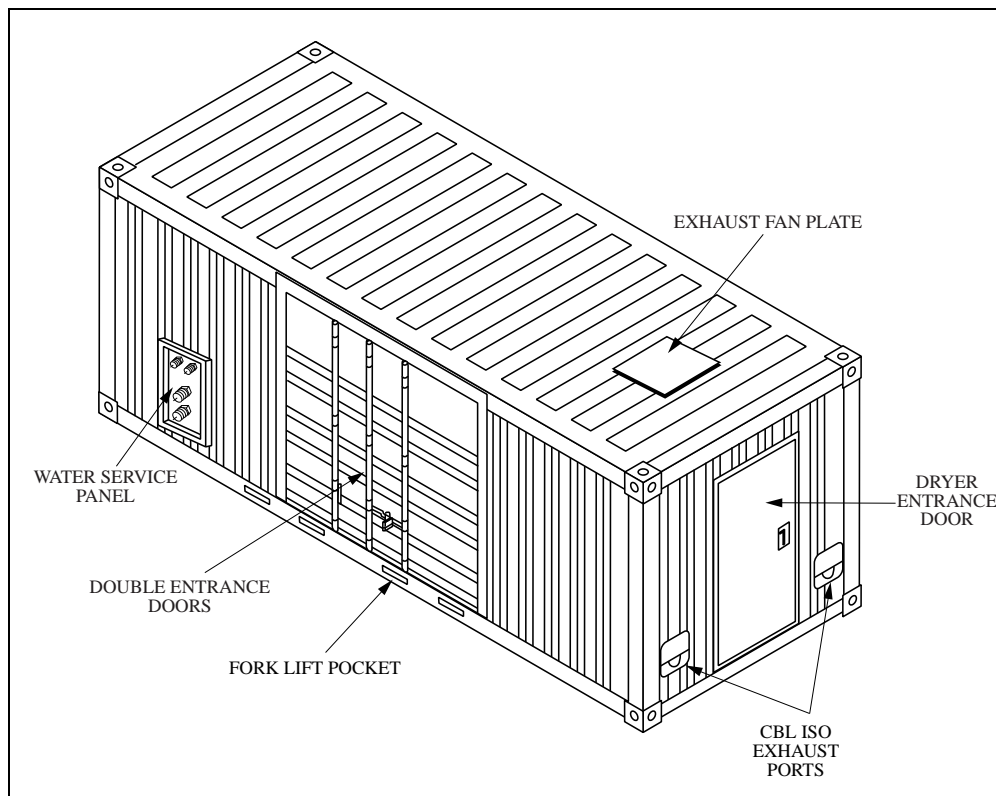 EXHAUST FAN PLATE
WATER SERVICE
PANEL
DRYER
ENTRANCE
DOOR
DOUBLE ENTRANCE
DOORS
FORK LIFT POCKET
CBL ISO
EXHAUST
PORTS